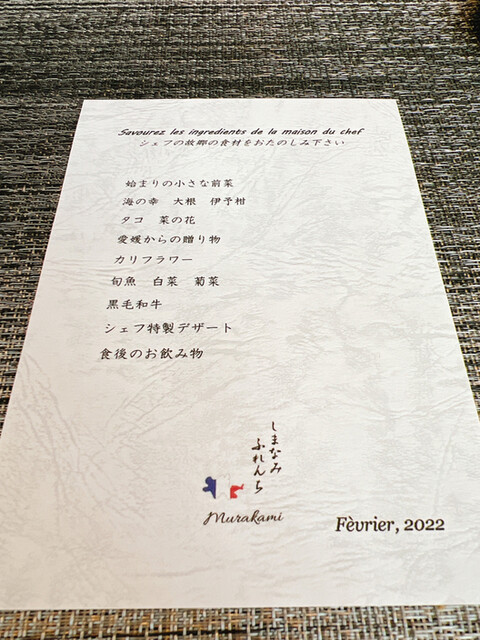 Savourez les ingredients de la maison du chef
シェフの故郷の食材をおたのしみ下さい
始まりの小さな前菜
海の幸　大根　伊予柑
タコ　菜の花
愛媛からの贈り物
カリフラワー
旬魚　白菜　菊菜
黒毛和牛
シェフ特製デザート
食後のお飲み物
しまなみ
ふれんち
Murakami
Fèvrier, 2022